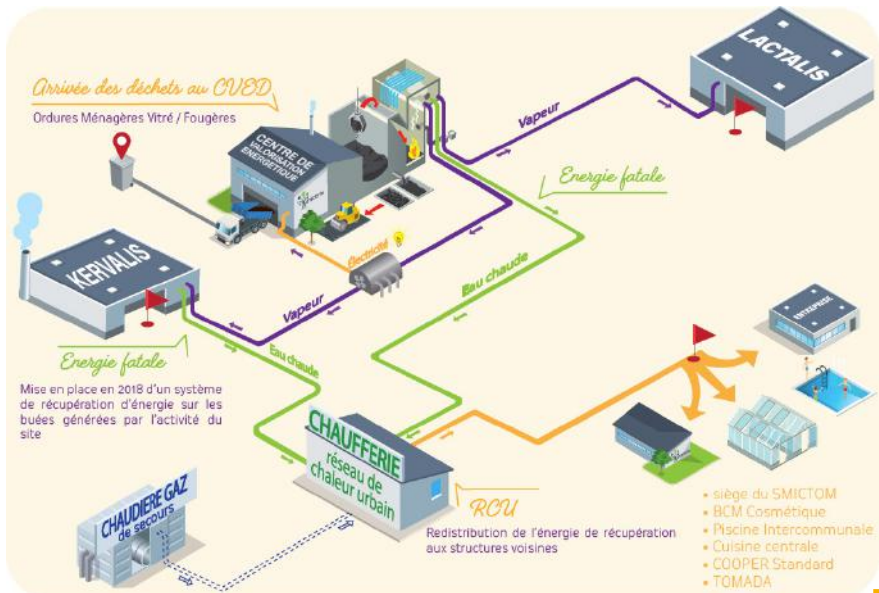 Arrivée des déchets au CVED
Ordures Ménagères Vitré / Fougères
CENTRE DE
VALORISATION
ENERGETIQUE
LACTALIS
Vapeur
Energie fatale
Électricité
KERVALIS
Vapeur
Eau chaude
ENTREPRISE
Energie fatale
Eau chaude
Mise en place en 2018 d'un système
de récupération d'énergie sur les
buées générées par l'activité du
site
CHAUFFERIE
réseau de
chaleur urbain
CHAUDIERE GAZ
de secours
RCU
Redistribution de l'énergie de récupération
aux structures voisines
• siège du SMICTOM
• BCM Cosmétique
• Piscine Intercommunale
• Cuisine centrale
• COOPER Standard
• TOMADA